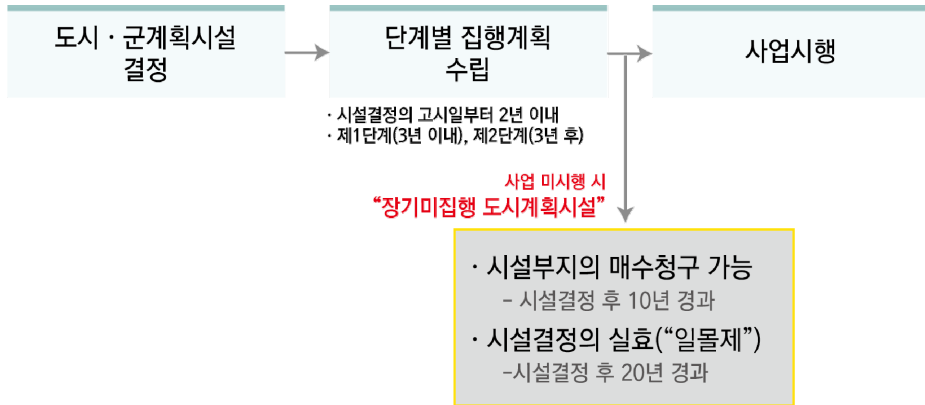 도시 · 군계획시설
결정
단계별 집행계획
수립
사업시행
· 시설결정의 고시일부터 2년 이내
· 제1단계(3년 이내), 제2단계(3년 후)
사업 미시행 시
“장기미집행 도시계획시설”
· 시설부지의 매수청구 가능
- 시설결정 후 10년 경과
· 시설결정의 실효(“일몰제”)
-시설결정 후 20년 경과